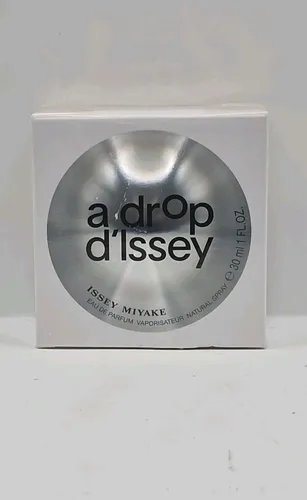 a drop
d'Issey
ISSEY MIYAKE
EAU DE PARFUM VAPORISATEUR NATURAL SPRAY ℮ 30 ml 1 FL.OZ.